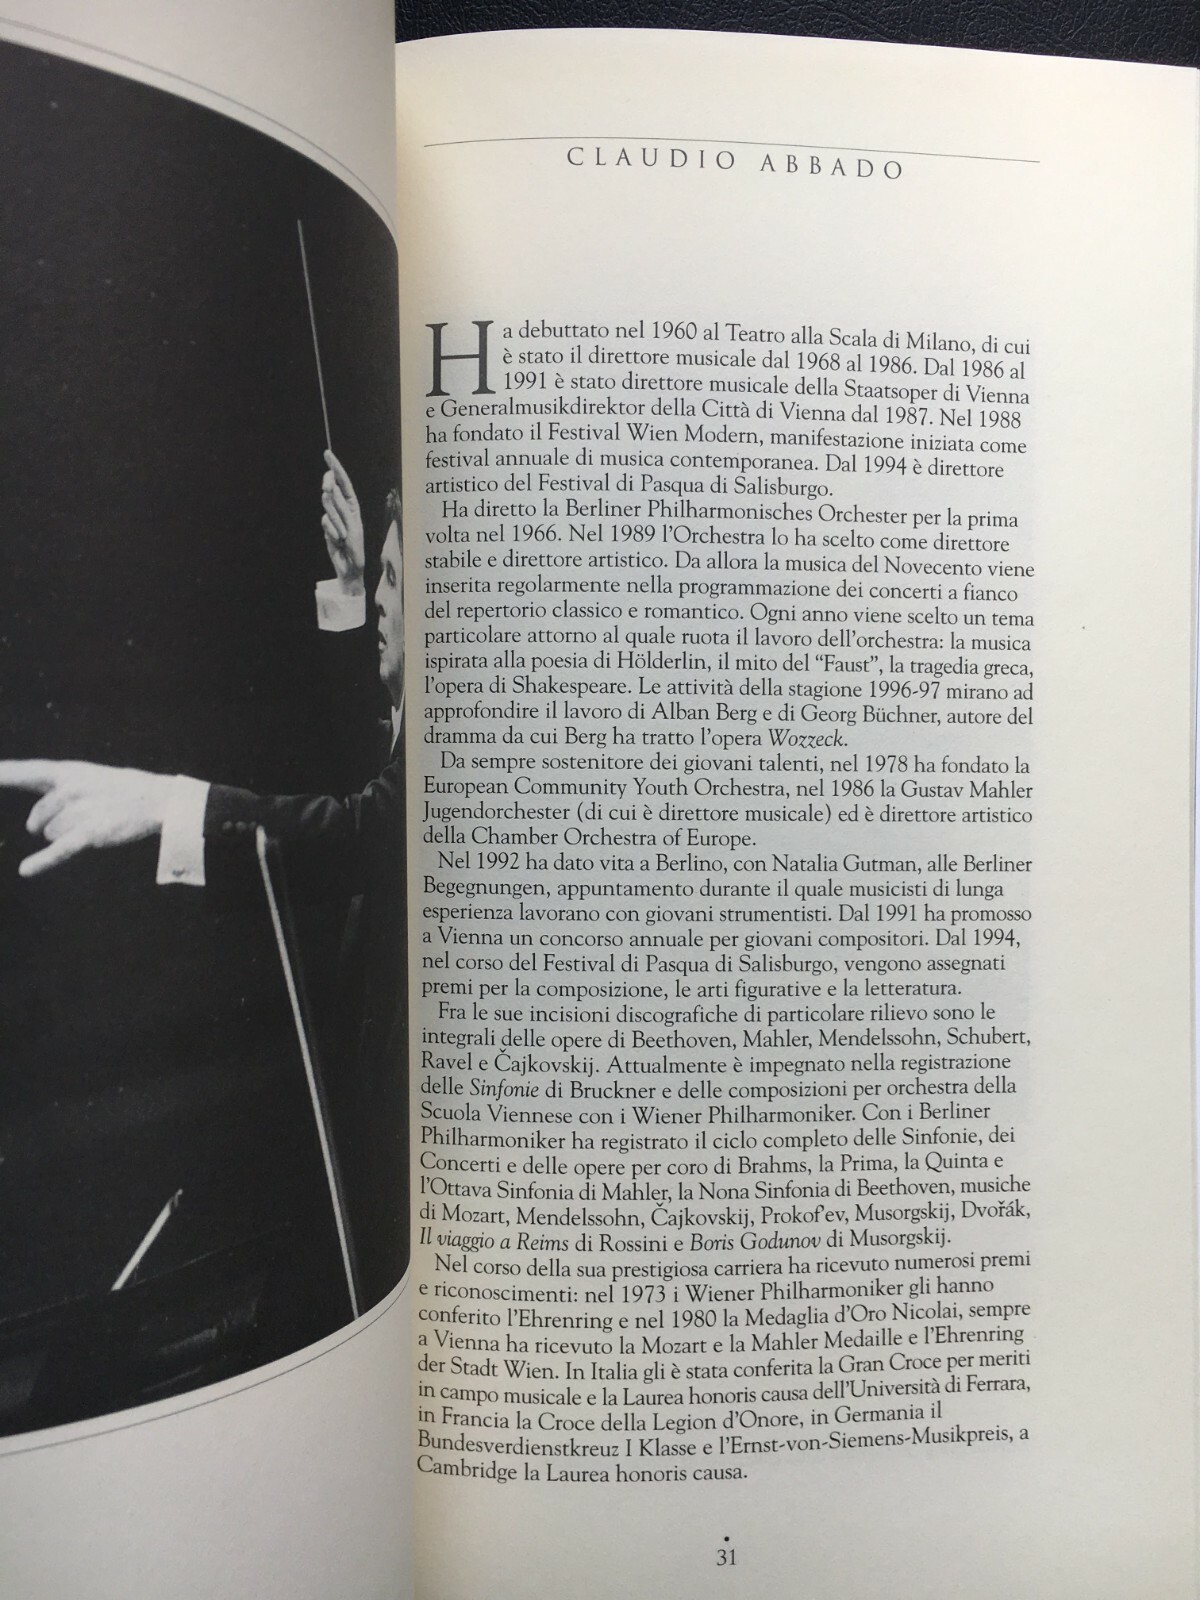 CLAUDIO ABBADO
Ha debuttato nel 1960 al Teatro alla Scala di Milano, di cui
è stato il direttore musicale dal 1968 al 1986. Dal 1986 al
1991 è stato direttore musicale della Staatsoper di Vienna
e Generalmusikdirektor della Città di Vienna dal 1987. Nel 1988
ha fondato il Festival Wien Modern, manifestazione iniziata come
festival annuale di musica contemporanea. Dal 1994 è direttore
artistico del Festival di Pasqua di Salisburgo.
Ha diretto la Berliner Philharmonisches Orchester per la prima
volta nel 1966. Nel 1989 l'Orchestra lo ha scelto come direttore
stabile e direttore artistico. Da allora la musica del Novecento viene
inserita regolarmente nella programmazione dei concerti a fianco
del repertorio classico e romantico. Ogni anno viene scelto un tema
particolare attorno al quale ruota il lavoro dell'orchestra: la musica
ispirata alla poesia di Hölderlin, il mito del “Faust”, la tragedia greca,
l'opera di Shakespeare. Le attività della stagione 1996-97 mirano ad
approfondire il lavoro di Alban Berg e di Georg Büchner, autore del
dramma da cui Berg ha tratto l'opera Wozzeck.
Da sempre sostenitore dei giovani talenti, nel 1978 ha fondato la
European Community Youth Orchestra, nel 1986 la Gustav Mahler
Jugendorchester (di cui è direttore musicale) ed è direttore artistico
della Chamber Orchestra of Europe.
Nel 1992 ha dato vita a Berlino, con Natalia Gutman, alle Berliner
Begegnungen, appuntamento durante il quale musicisti di lunga
esperienza lavorano con giovani strumentisti. Dal 1991 ha promosso
a Vienna un concorso annuale per giovani compositori. Dal 1994,
nel corso del Festival di Pasqua di Salisburgo, vengono assegnati
premi per la composizione, le arti figurative e la letteratura.
Fra le sue incisioni discografiche di particolare rilievo sono le
integrali delle opere di Beethoven, Mahler, Mendelssohn, Schubert,
Ravel e Čajkovskij. Attualmente è impegnato nella registrazione
delle Sinfonie di Bruckner e delle composizioni per orchestra della
Scuola Viennese con i Wiener Philharmoniker. Con i Berliner
Philharmoniker ha registrato il ciclo completo delle Sinfonie, dei
Concerti e delle opere per coro di Brahms, la Prima, la Quinta e
l'Ottava Sinfonia di Mahler, la Nona Sinfonia di Beethoven, musiche
di Mozart, Mendelssohn, Čajkovskij, Prokof'ev, Musorgskij, Dvořák,
Il viaggio a Reims di Rossini e Boris Godunov di Musorgskij.
Nel corso della sua prestigiosa carriera ha ricevuto numerosi premi
e riconoscimenti: nel 1973 i Wiener Philharmoniker gli hanno
conferito l'Ehrenring e nel 1980 la Medaglia d'Oro Nicolai, sempre
a Vienna ha ricevuto la Mozart e la Mahler Medaille e l'Ehrenring
der Stadt Wien. In Italia gli è stata conferita la Gran Croce per meriti
in campo musicale e la Laurea honoris causa dell'Università di Ferrara,
in Francia la Croce della Legion d'Onore, in Germania il
Bundesverdienstkreuz I Klasse e l'Ernst-von-Siemens-Musikpreis, a
Cambridge la Laurea honoris causa.
31